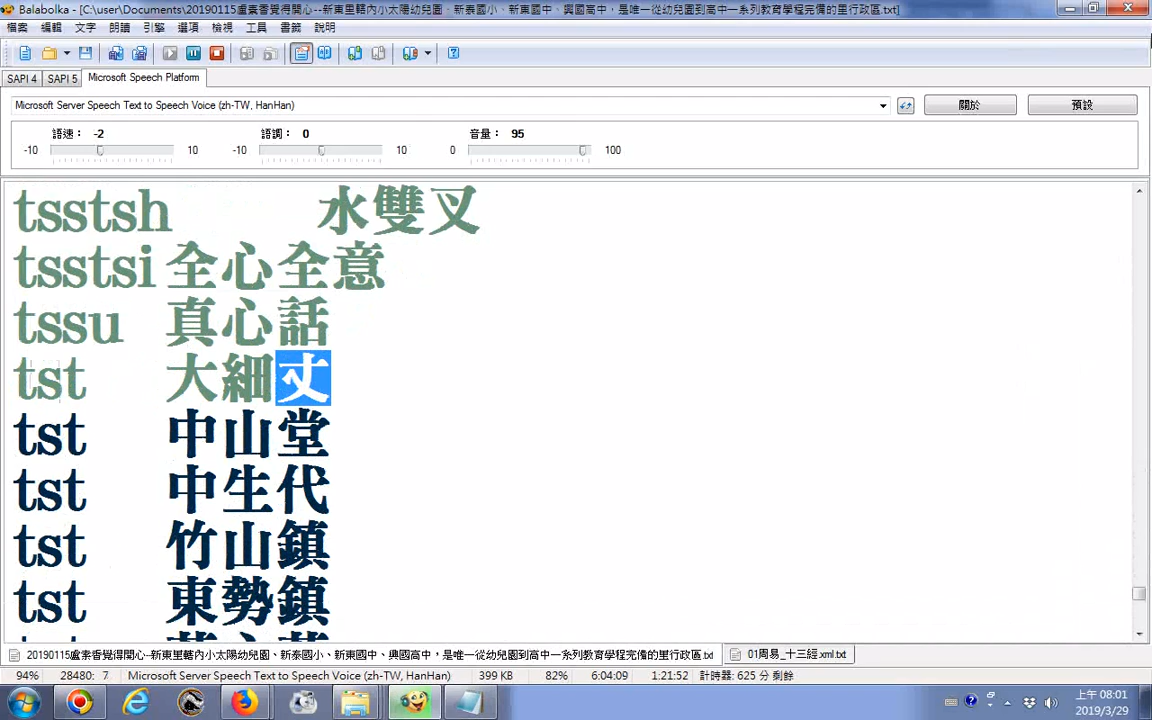 Balabolka - [C:\user\Documents\20190115盧素香覺得開心--新東里轄內小太陽幼兒園、新泰國小、新東國中、興國高中，是唯一從幼兒園到高中一系列教育學程完備的里行政區.txt]
檔案 編輯 文字 朗讀 引擎 選項 檢視 工具 書籤 說明
SAPI 4 SAPI 5 Microsoft Speech Platform
Microsoft Server Speech Text to Speech Voice (zh-TW, HanHan) 關於 預設
語速： -2 語調： 0 音量： 95
-10 10 -10 10 0 100
tsstsh 水雙叉
tsstsi 全心全意
tssu 真心話
tst 大細丈
tst 中山堂
tst 中生代
tst 竹山鎮
tst 東勢鎮
20190115盧素香覺得開心--新東里轄內小太陽幼兒園、新泰國小、新東國中、興國高中，是唯一從幼兒園到高中一系列教育學程完備的里行政區.txt 01周易_十三經.xml.txt
94% 28480: 7 Microsoft Server Speech Text to Speech Voice (zh-TW, HanHan) 399 KB 82% 6:04:09 1:21:52 計時器: 625 分 剩餘
上午 08:01
2019/3/29